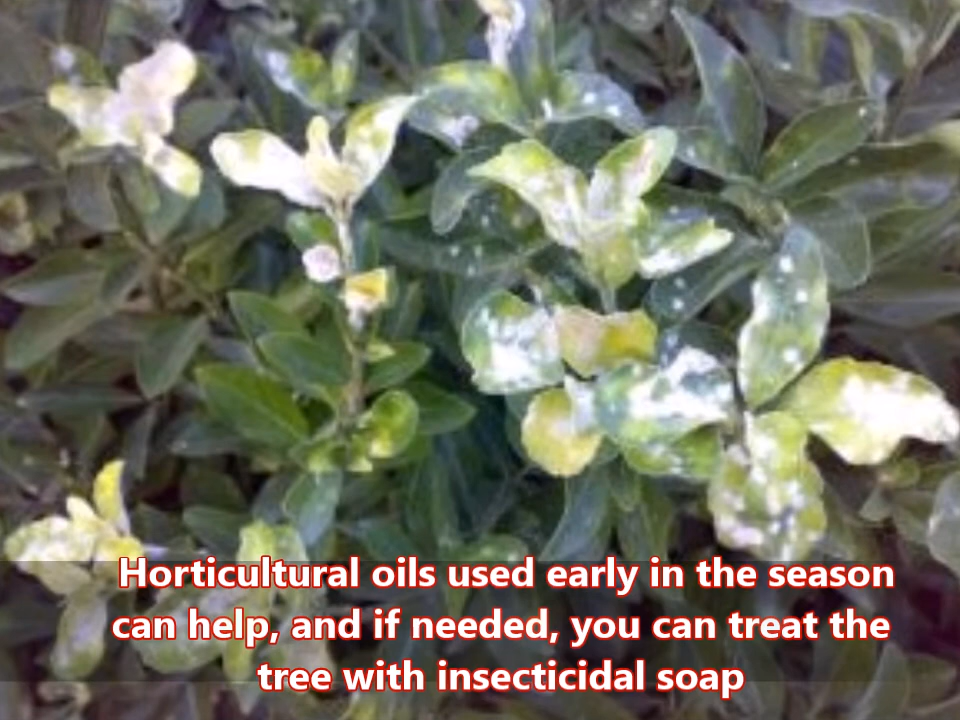 Horticultural oils used early in the season
can help, and if needed, you can treat the
tree with insecticidal soap